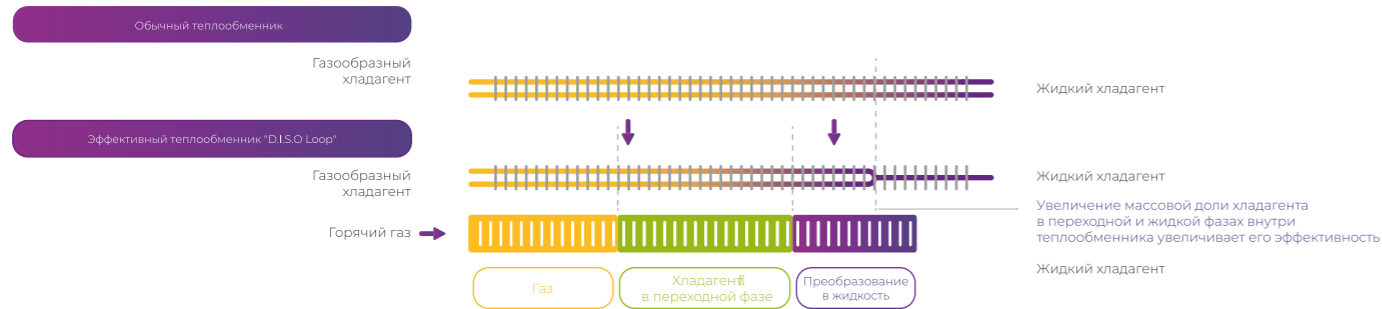 Обычный теплообменник
Газообразный
хладагент
Жидкий хладагент
Эффективный теплообменник "D.I.S.O Loop"
Газообразный
хладагент
Жидкий хладагент
Увеличение массовой доли хладагента
в переходной и жидкой фазах внутри
теплообменника увеличивает его эффективность
Горячий газ
Жидкий хладагент
Газ
Хладагент
в переходной фазе
Преобразование
в жидкость